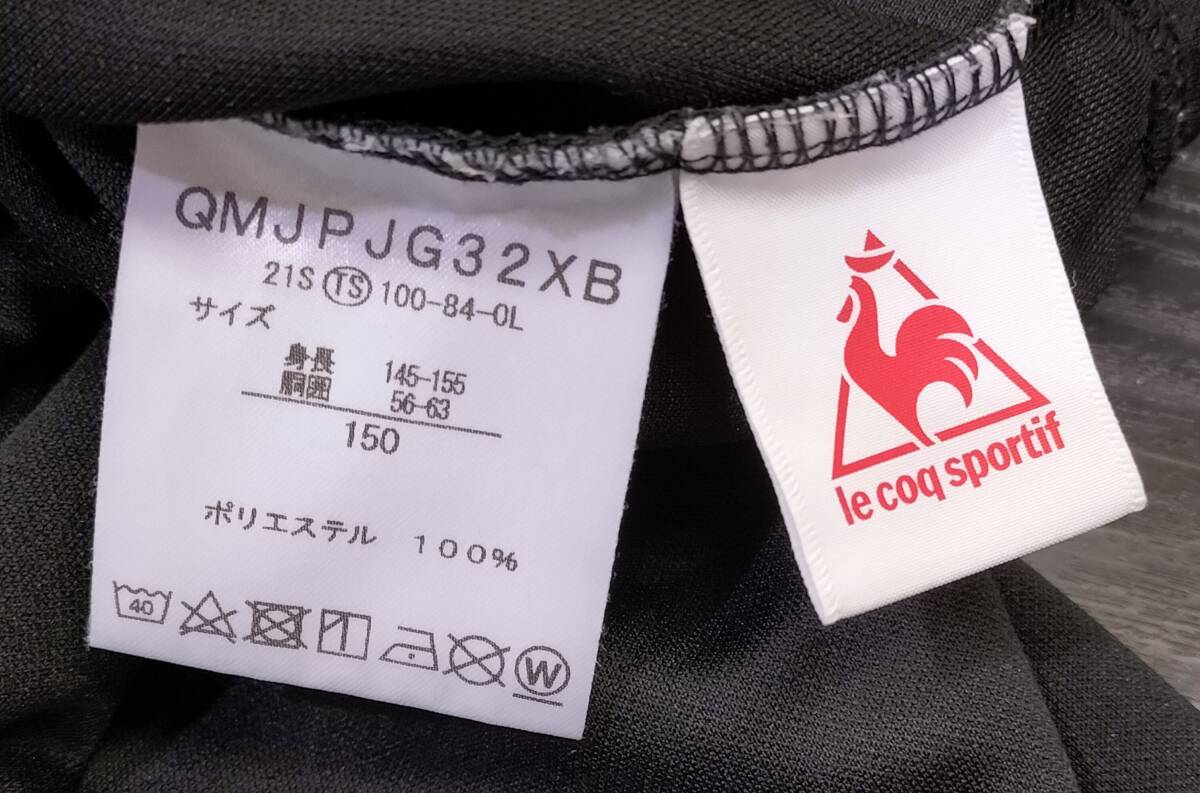 QMJPJG32XB
21S TS 100-84-0L
サイズ
身長 145-155
胴囲 56-63
150
ポリエステル 100%
40
W
le coq sportif